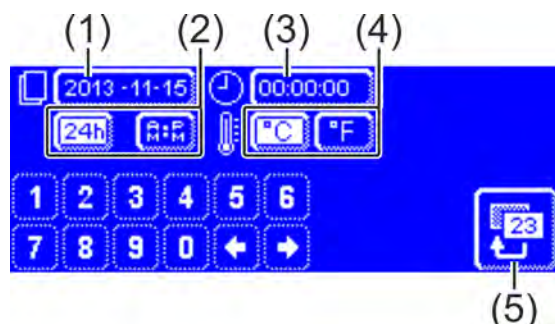 (1) (2) (3) (4)
2013-11-15 00:00:00
24h A:P M M °C °F
1 2 3 4 5 6
7 8 9 0 ← →
23
(5)